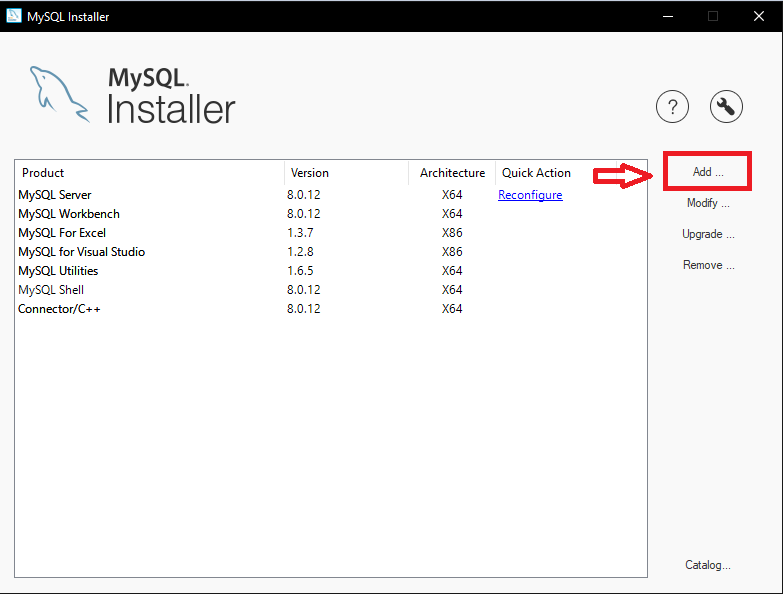 MySQL Installer
MySQL.
Installer
?
Product Version Architecture Quick Action
MySQL Server 8.0.12 X64 Reconfigure
MySQL Workbench 8.0.12 X64
MySQL For Excel 1.3.7 X86
MySQL for Visual Studio 1.2.8 X86
MySQL Utilities 1.6.5 X64
MySQL Shell 8.0.12 X64
Connector/C++ 8.0.12 X64
Add ...
Modify ...
Upgrade ...
Remove ...
Catalog...